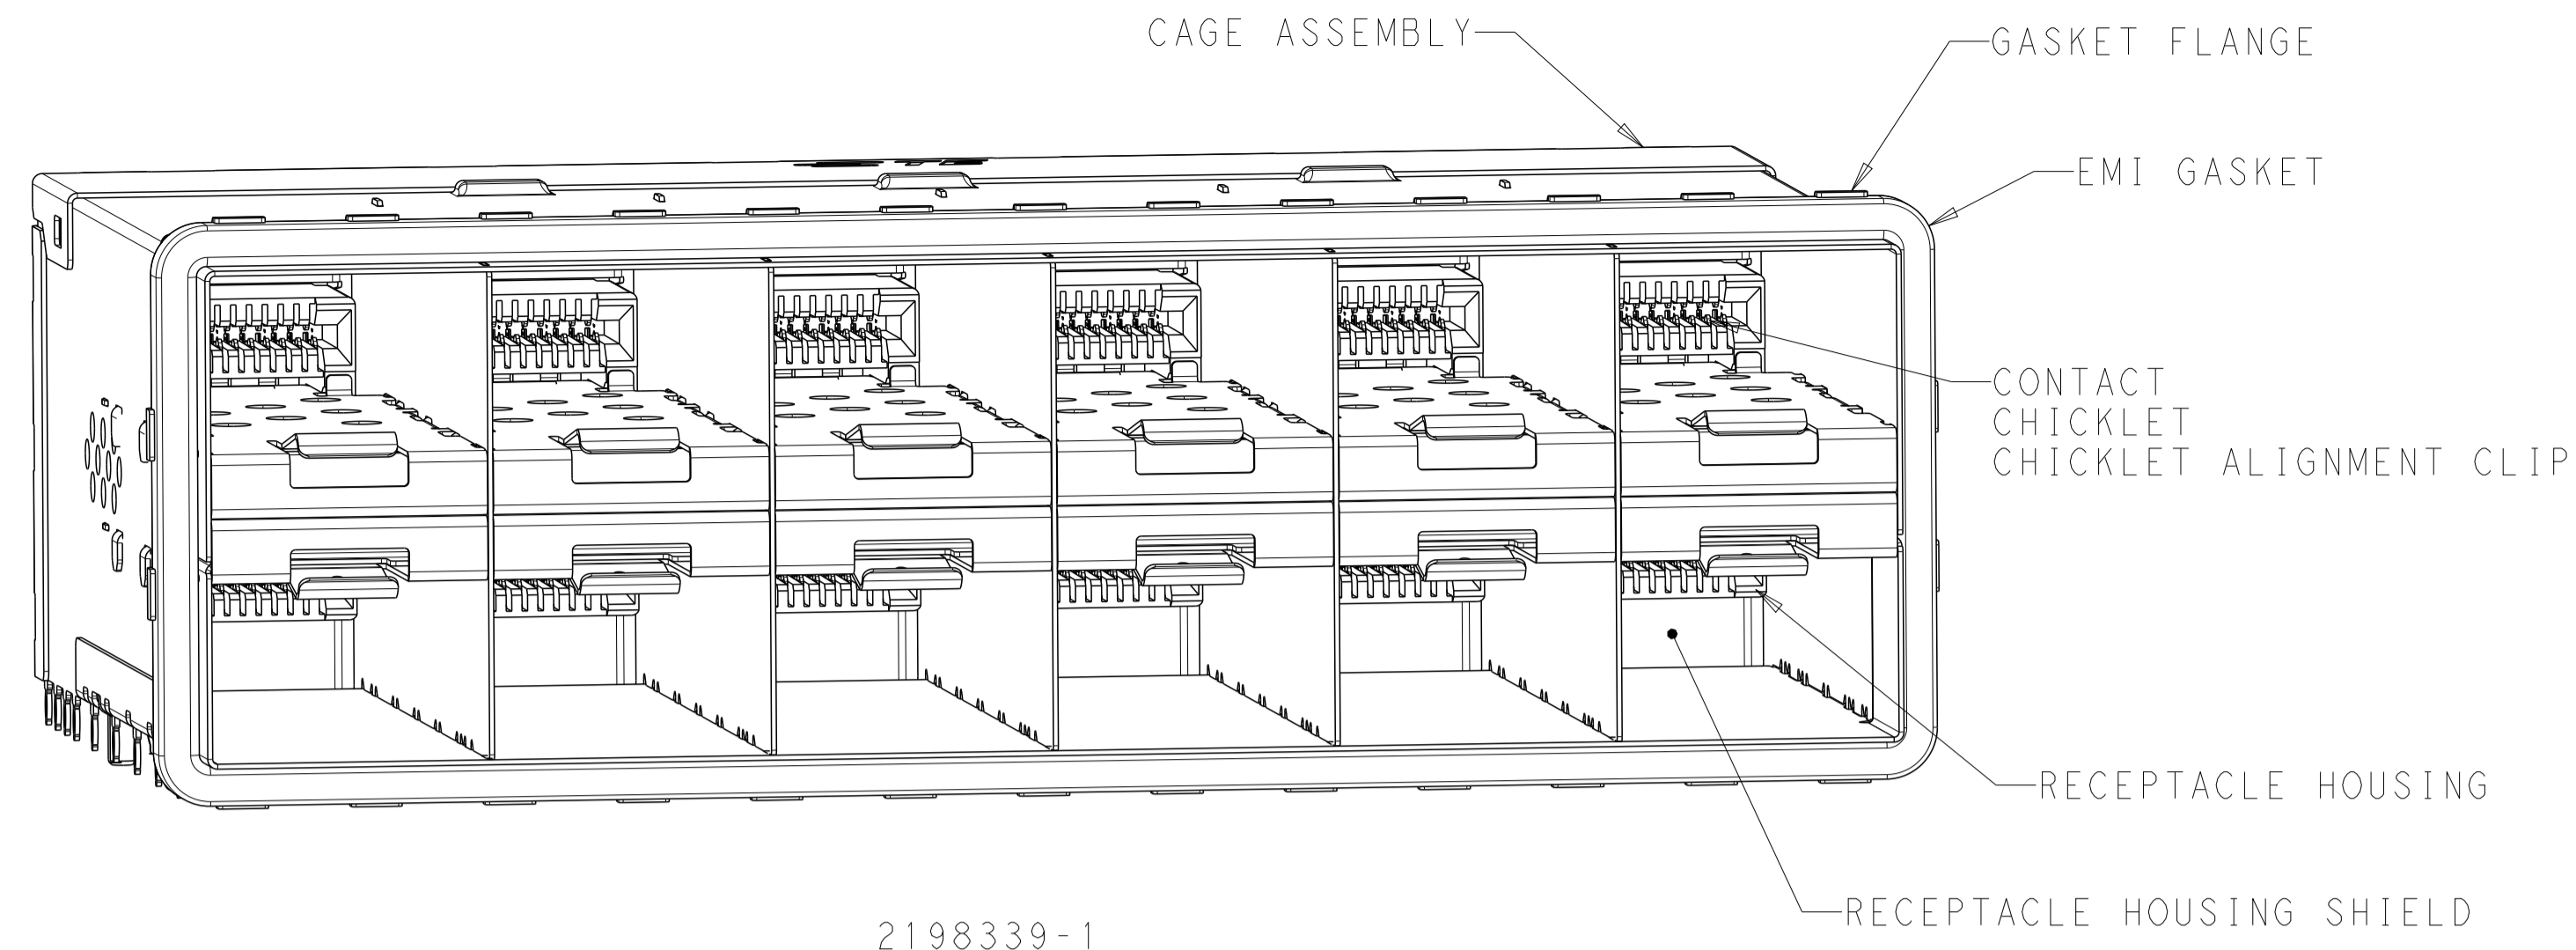 CAGE ASSEMBLY
GASKET FLANGE
EMI GASKET
CONTACT
CHICKLET
CHICKLET ALIGNMENT CLIP
RECEPTACLE HOUSING
RECEPTACLE HOUSING SHIELD
2198339-1